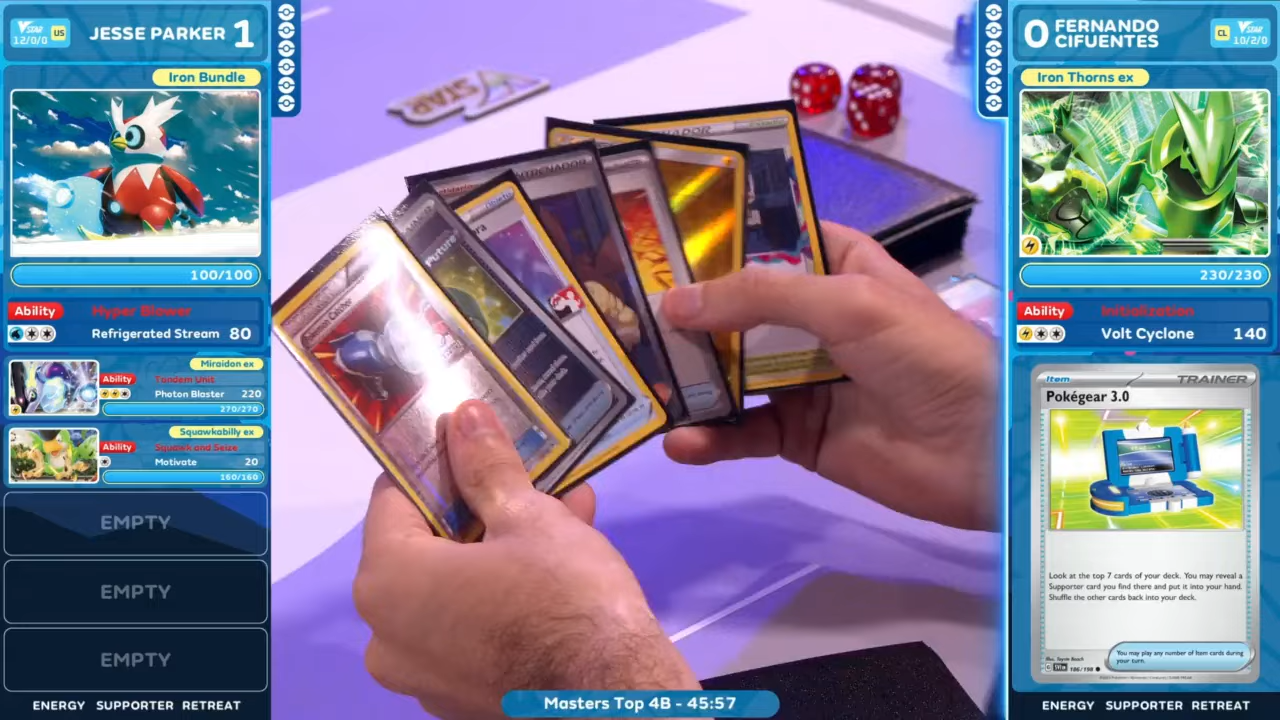 VSTAR
12/0/0
US
JESSE PARKER 1
Iron Bundle
100/100
Ability Hyper Blower
Refrigerated Stream 80
Miraidon ex
Ability Tandem Unit
Photon Blaster 220
270/270
Squawkabilly ex
Ability Squawk and Seize
Motivate 20
160/160
EMPTY
EMPTY
EMPTY
ENERGY SUPPORTER RETREAT
STAR
Future
Masters Top 4B - 45:57
0 FERNANDO
CIFUENTES
CL
VSTAR
10/2/0
Iron Thorns ex
230/230
Ability Initialization
Volt Cyclone 140
Item TRAINER
Pokégear 3.0
Look at the top 7 cards of your deck. You may reveal a
Supporter card you find there and put it into your hand.
Shuffle the other cards back into your deck.
You may play any number of Item cards during
your turn.
186/198
ENERGY SUPPORTER RETREAT